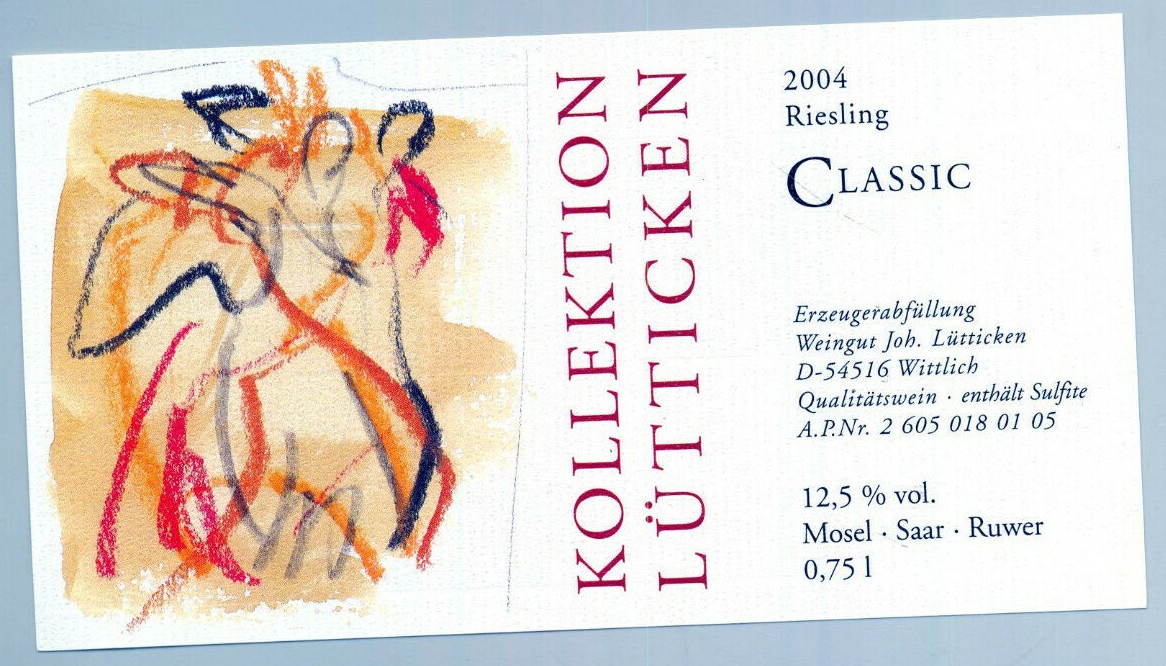 KOLLEKTION
LÜTTICKEN
2004
Riesling
CLASSIC
Erzeugerabfüllung
Weingut Joh. Lütticken
D-54516 Wittlich
Qualitätswein · enthält Sulfite
A.P.Nr. 2 605 018 01 05
12,5 % vol.
Mosel · Saar · Ruwer
0,75 l